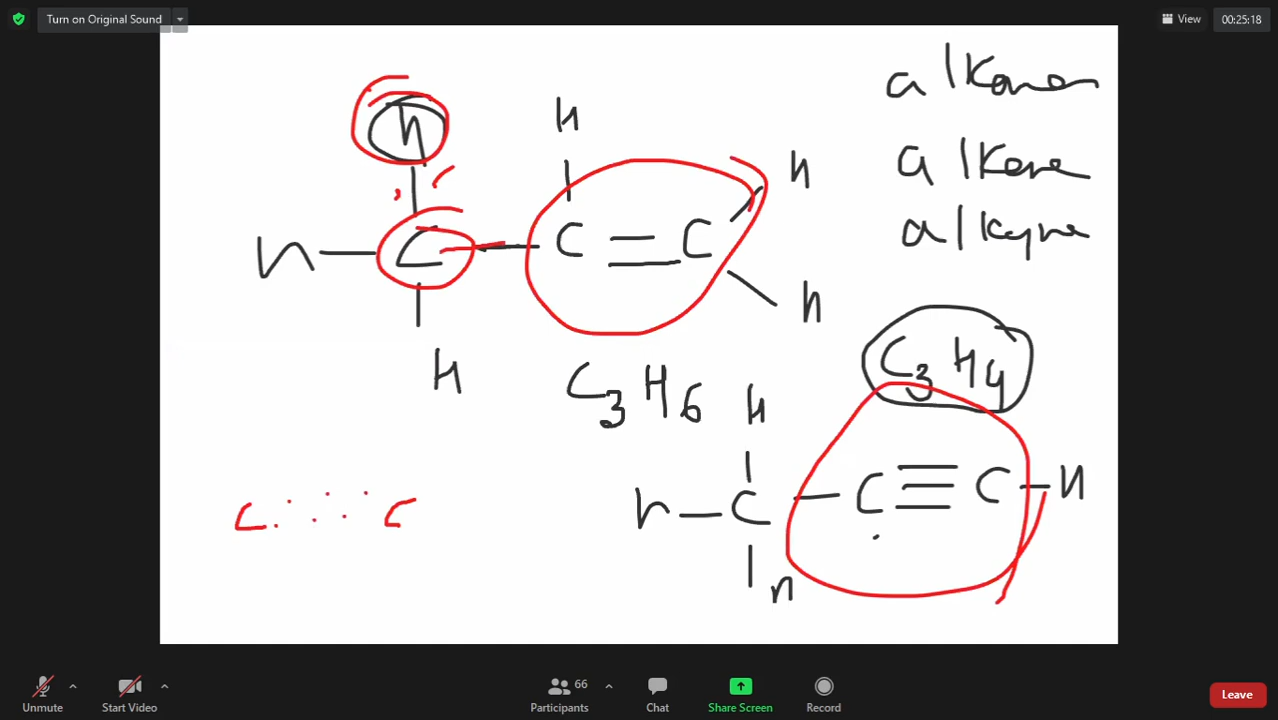 Turn on Original Sound
View
00:25:18
alkanes
alkene
alkyne
H
H
H
H — C — C = C
H
H
C3H6
C3H4
H
H — C — C ≡ C — H
H
C C
Unmute
Start Video
66
Participants
Chat
Share Screen
Record
Leave